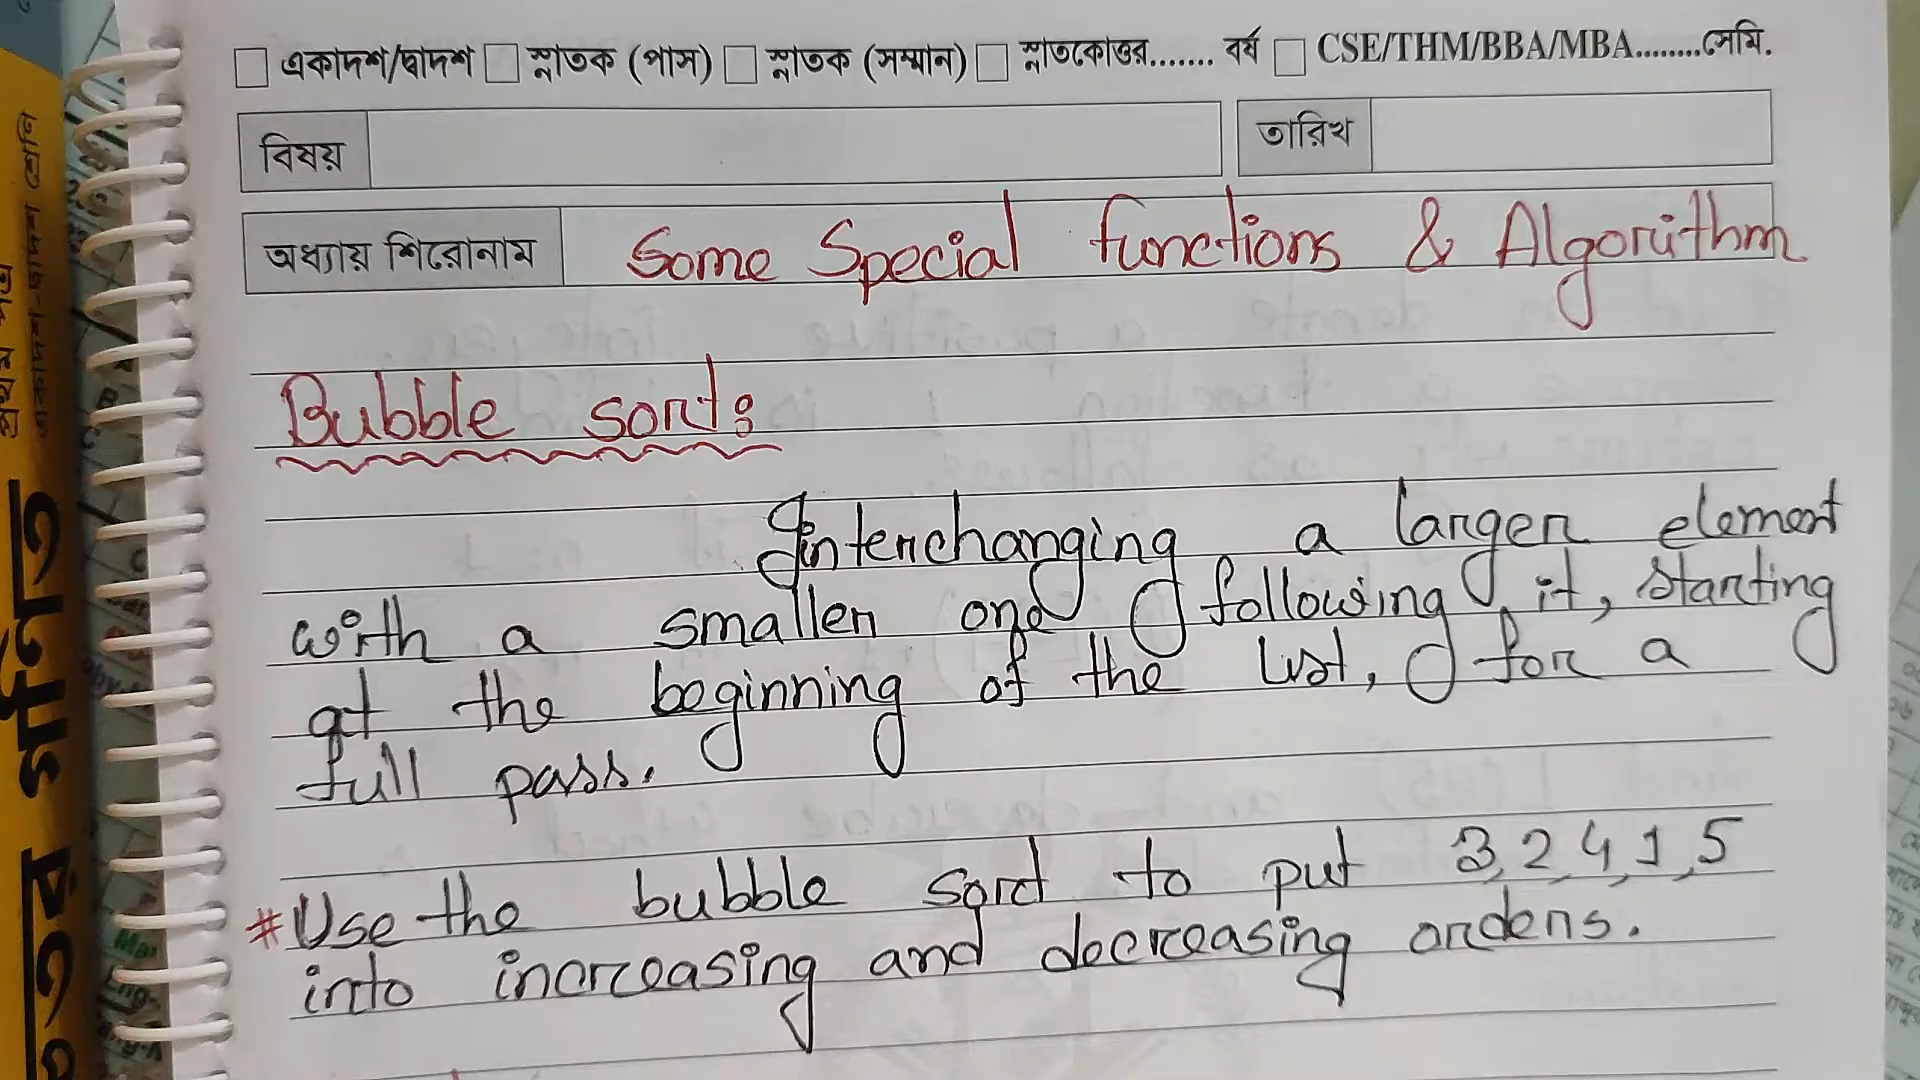 একাদশ/দ্বাদশ স্নাতক (পাস) স্নাতক (সম্মান) স্নাতকোত্তর....... বর্ষ CSE/THM/BBA/MBA........সেমি.
বিষয় তারিখ
অধ্যায় শিরোনাম Some Special functions & Algorithm
Bubble sort:
Interchanging a larger element
with a smaller one following it, starting
at the beginning of the list, for a
full pass.
#Use the bubble sort to put 3, 2, 4, 1, 5
into increasing and decreasing orders.